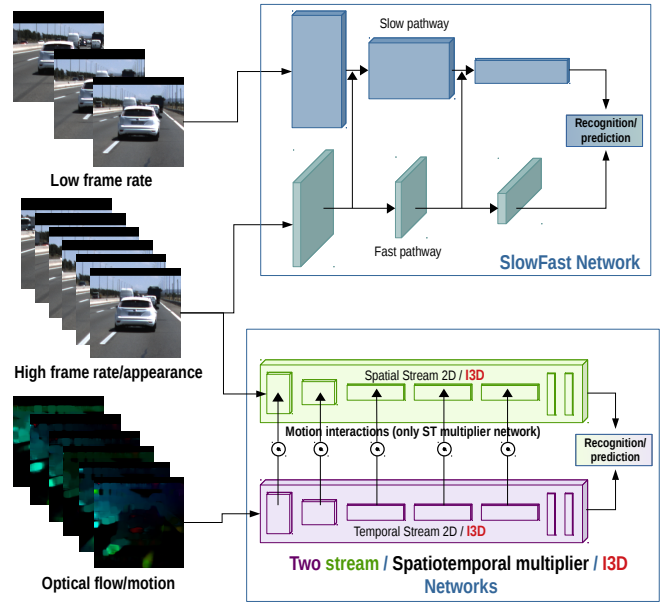 Slow pathway
Recognition/
prediction
Low frame rate
Fast pathway
SlowFast Network
High frame rate/appearance
Spatial Stream 2D / I3D
Motion interactions (only ST multiplier network)
Recognition/
prediction
Temporal Stream 2D / I3D
Two stream / Spatiotemporal multiplier / I3D
Networks
Optical flow/motion